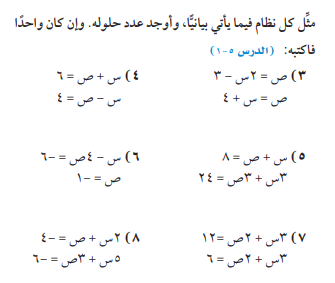 مثِّل كل نظام فيما يأتي بيانيًّا، وأوجد عدد حلوله. وإن كان واحدًا
فاكتبه: (الدرس ٥-١)
٣) ص = ٢س – ٣
ص = س + ٤
٤) س + ص = ٦
س – ص = ٤
٥) س + ص = ٨
٣س + ٣ص = ٢٤
٦) س – ٤ص = –٦
ص = –١
٧) ٣س + ٢ص = ١٢
٣س + ٢ص = ٦
٨) ٢س + ص = –٤
٥س + ٣ص = –٦